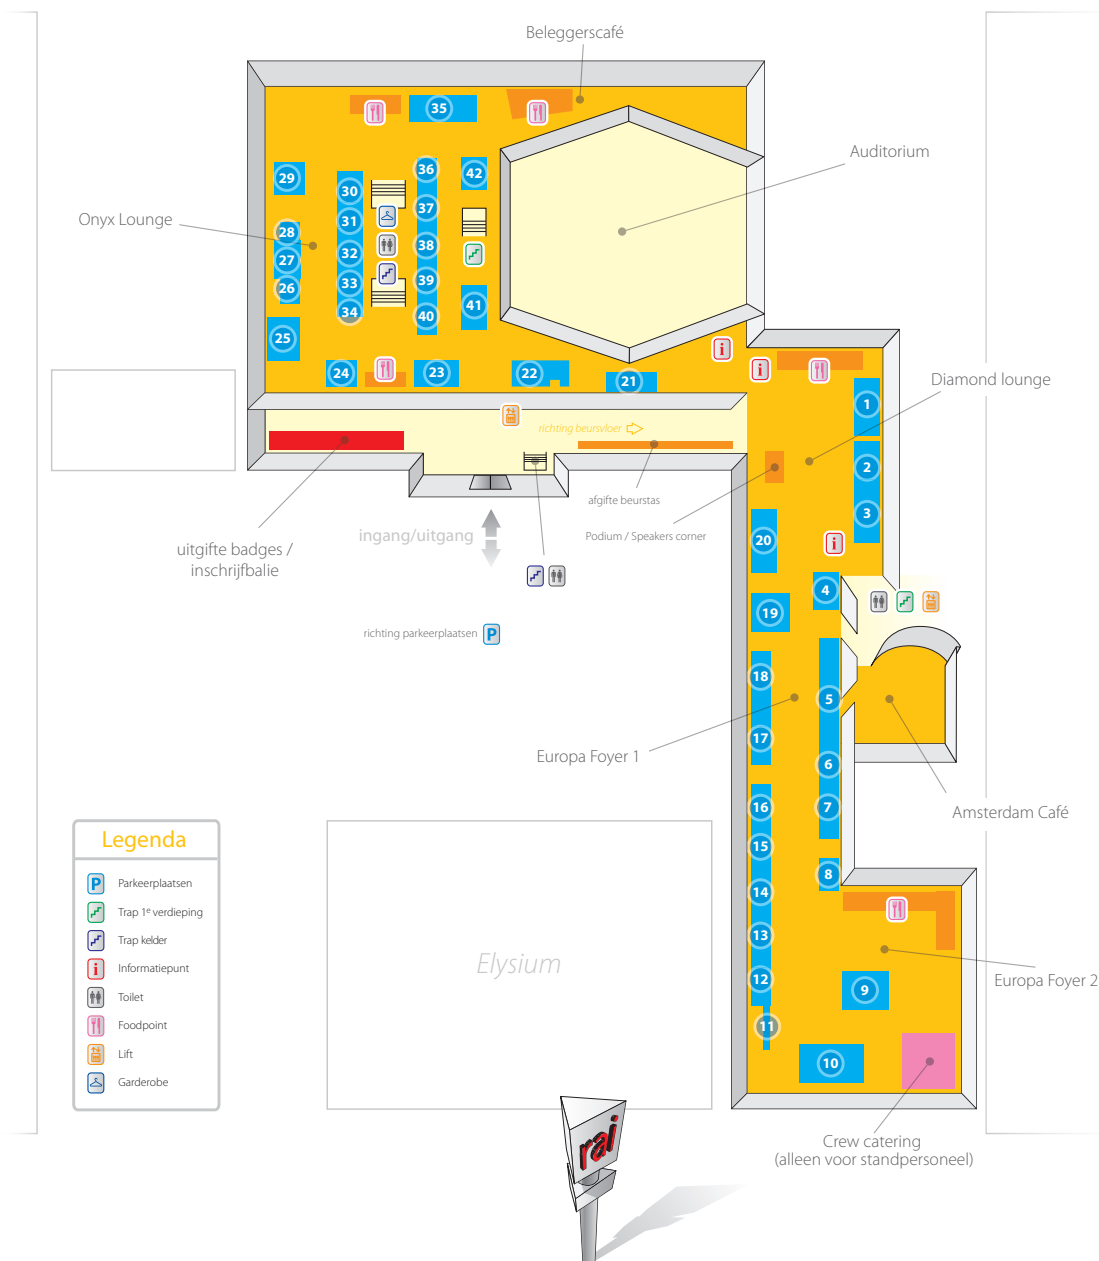 Beleggerscafé
Auditorium
Onyx Lounge
Diamond lounge
35
29
36
42
30
37
28
31
38
27
32
26
33
39
34
41
40
25
24
23
22
21
1
richting beursvloer
2
afgifte beurstas
3
uitgifte badges /
inschrijfbalie
ingang/uitgang
Podium / Speakers corner
20
4
19
richting parkeerplaatsen
P
18
5
17
Europa Foyer 1
6
16
7
Amsterdam Café
15
8
14
13
12
9
Europa Foyer 2
11
10
Elysium
Legenda
P Parkeerplaatsen
Trap 1e verdieping
Trap kelder
i Informatiepunt
Toilet
Foodpoint
Lift
Garderobe
i
i
i
Crew catering
(alleen voor standpersoneel)
rai